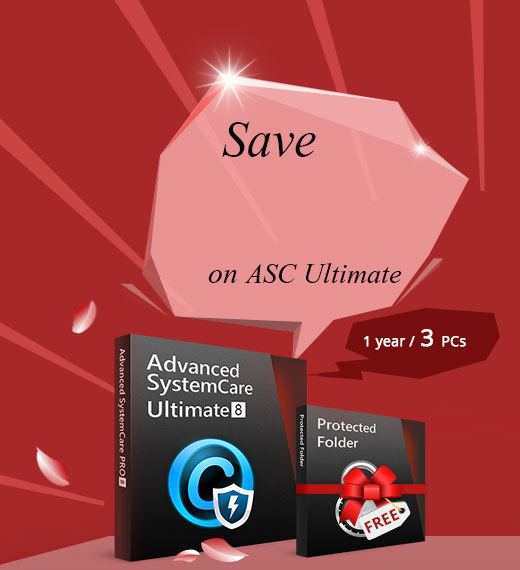 Save
on ASC Ultimate
1 year / 3 PCs
Advanced SystemCare PRO 8
Advanced
SystemCare
Ultimate 8
Protected Folder
Protected
Folder
FREE